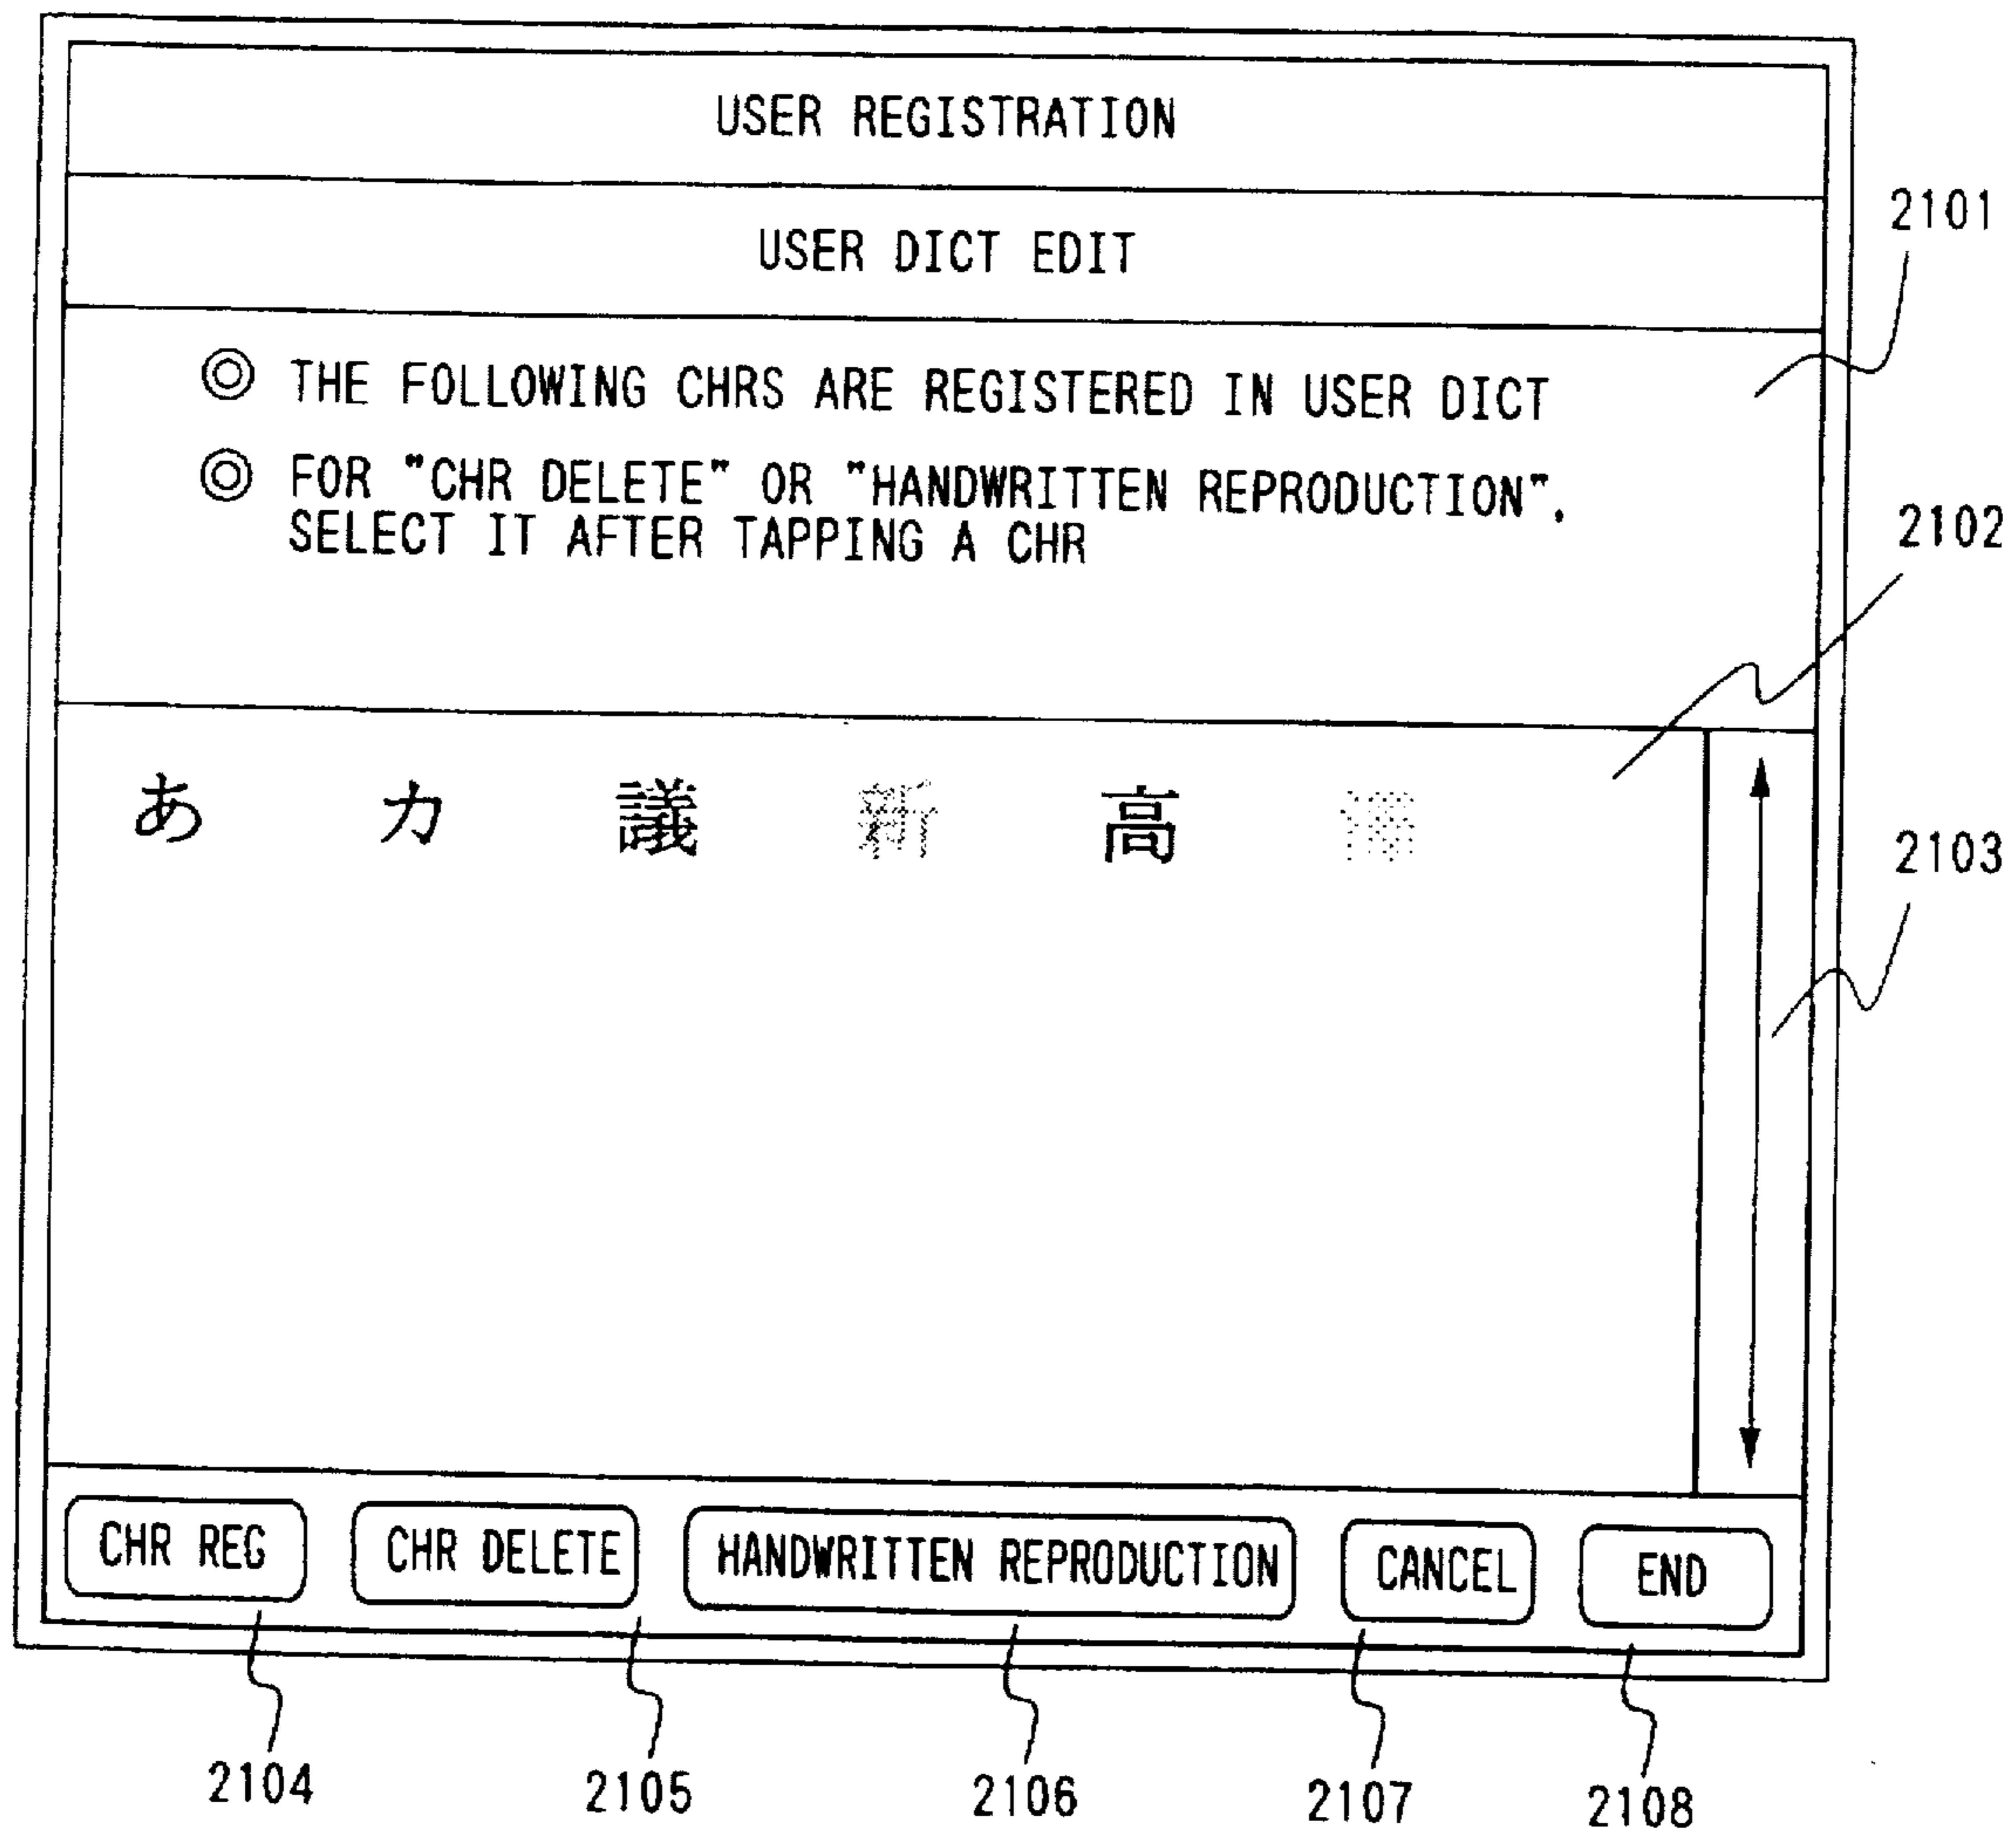 USER REGISTRATION
USER DICT EDIT
2101
◎ THE FOLLOWING CHRS ARE REGISTERED IN USER DICT
◎ FOR "CHR DELETE" OR "HANDWRITTEN REPRODUCTION",
SELECT IT AFTER TAPPING A CHR
2102
あ カ 議 新 高
2103
CHR REG CHR DELETE HANDWRITTEN REPRODUCTION CANCEL END
2104 2105 2106 2107 2108